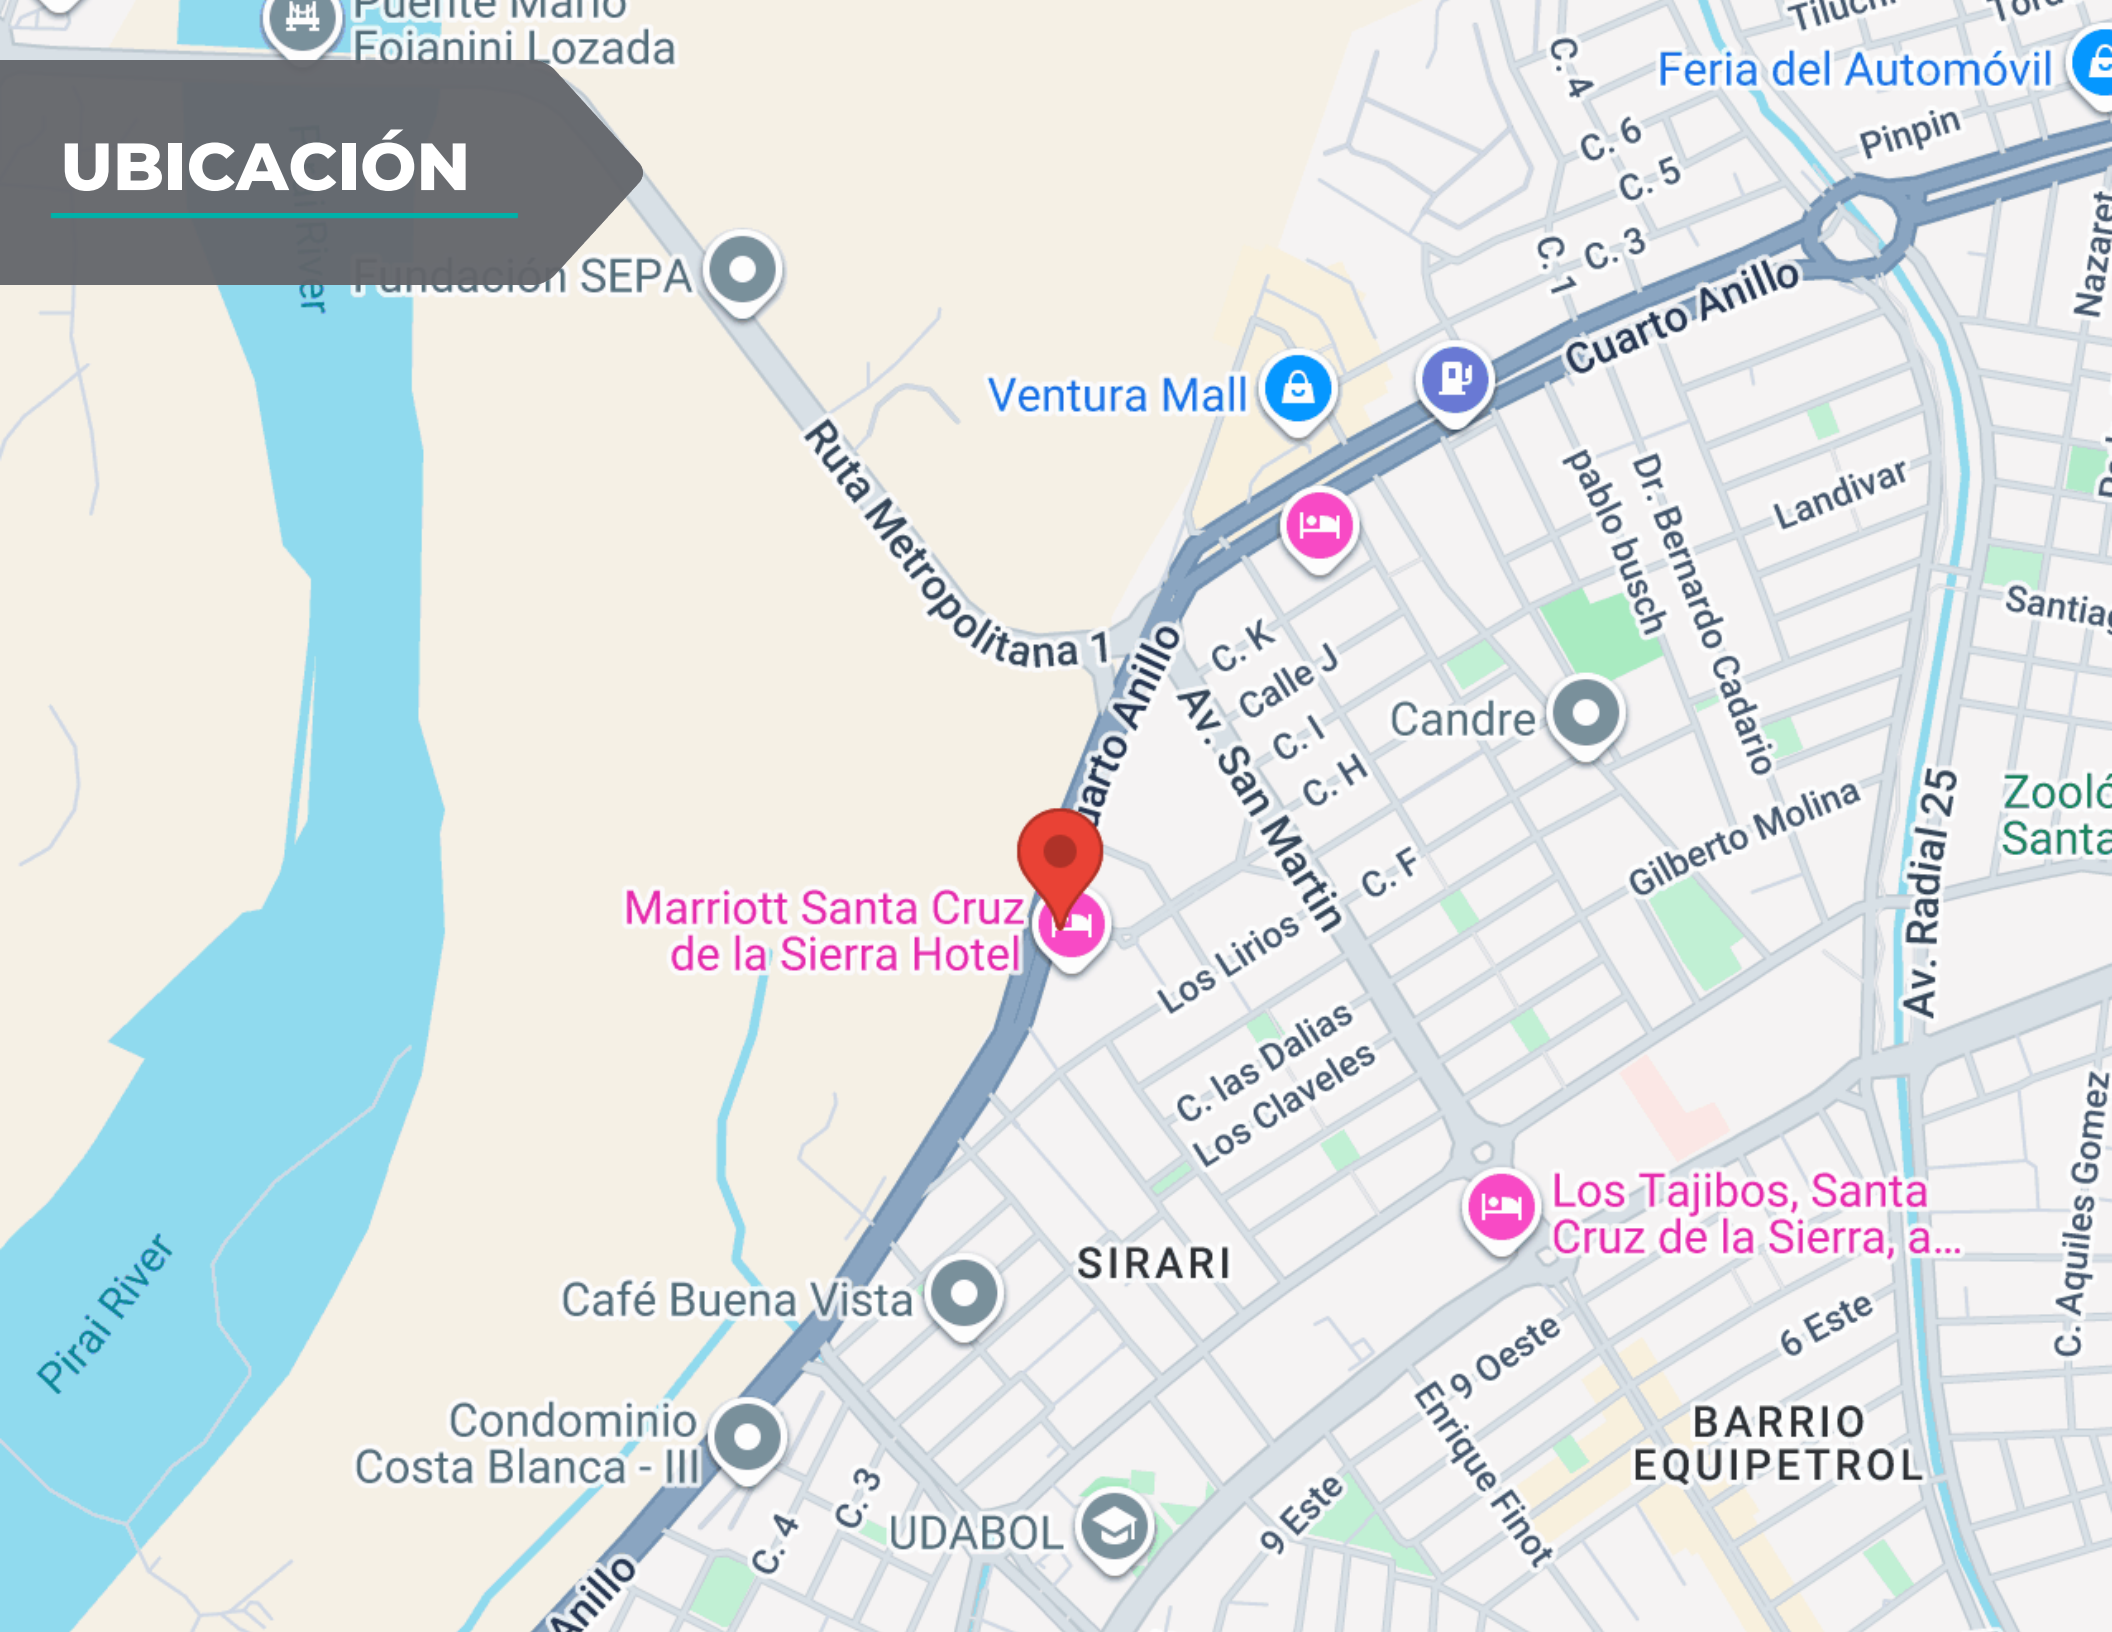 Puente Mario
Foianini Lozada
UBICACIÓN
River
Fundación SEPA
Ruta Metropolitana 1
Ventura Mall
Feria del Automóvil
C. 4
C. 6
C. 5
C. 3
C. 1
Pinpin
Nazaret
Cuarto Anillo
pablo busch
Dr. Bernardo Cadario
Landivar
Cuarto Anillo
C. K
Calle J
C. I
C. H
Av. San Martin
C. F
Candre
Gilberto Molina
Av. Radial 25
Marriott Santa Cruz
de la Sierra Hotel
Los Lirios
C. las Dalias
Los Claveles
Los Tajibos, Santa
Cruz de la Sierra, a...
SIRARI
Café Buena Vista
Pirai River
Condominio
Costa Blanca - III
C. 3
C. 4
Anillo
UDABOL
9 Este
9 Oeste
Enrique Finot
6 Este
BARRIO
EQUIPETROL
C. Aquiles Gomez